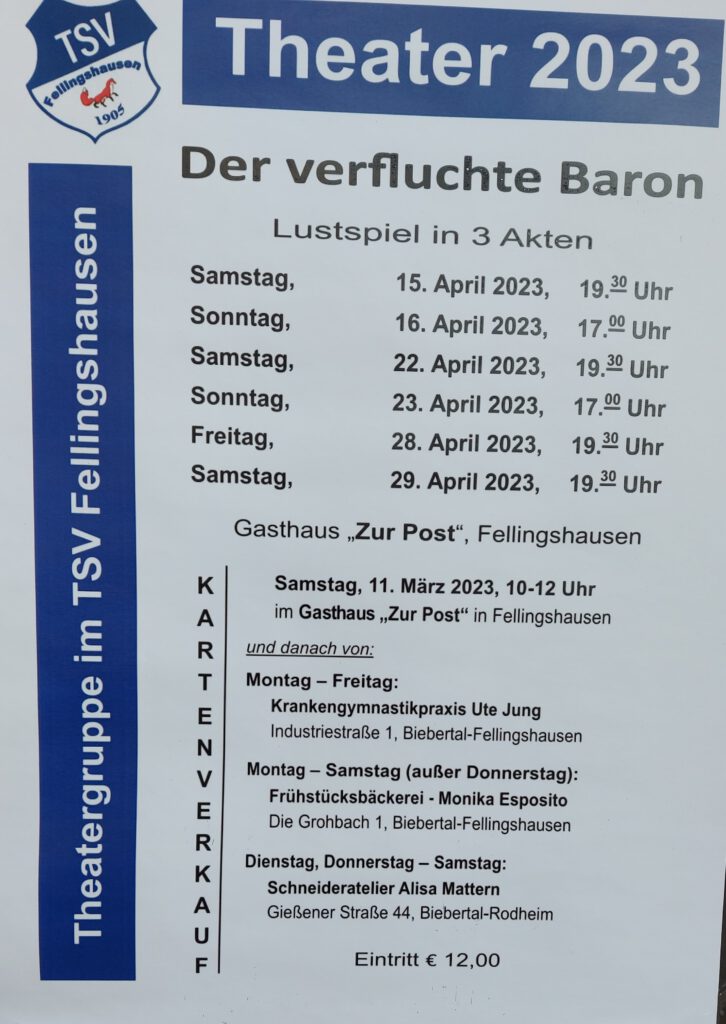 TSV
Fellingshausen
1905
Theater 2023
Theatergruppe im TSV Fellingshausen
Der verfluchte Baron
Lustspiel in 3 Akten
Samstag, 15. April 2023, 19.30 Uhr
Sonntag, 16. April 2023, 17.00 Uhr
Samstag, 22. April 2023, 19.30 Uhr
Sonntag, 23. April 2023, 17.00 Uhr
Freitag, 28. April 2023, 19.30 Uhr
Samstag, 29. April 2023, 19.30 Uhr
Gasthaus „Zur Post“, Fellingshausen
KARTENVERKAUF
Samstag, 11. März 2023, 10-12 Uhr
im Gasthaus „Zur Post“ in Fellingshausen
und danach von:
Montag – Freitag:
Krankengymnastikpraxis Ute Jung
Industriestraße 1, Biebertal-Fellingshausen
Montag – Samstag (außer Donnerstag):
Frühstücksbäckerei - Monika Esposito
Die Grohbach 1, Biebertal-Fellingshausen
Dienstag, Donnerstag – Samstag:
Schneideratelier Alisa Mattern
Gießener Straße 44, Biebertal-Rodheim
Eintritt € 12,00